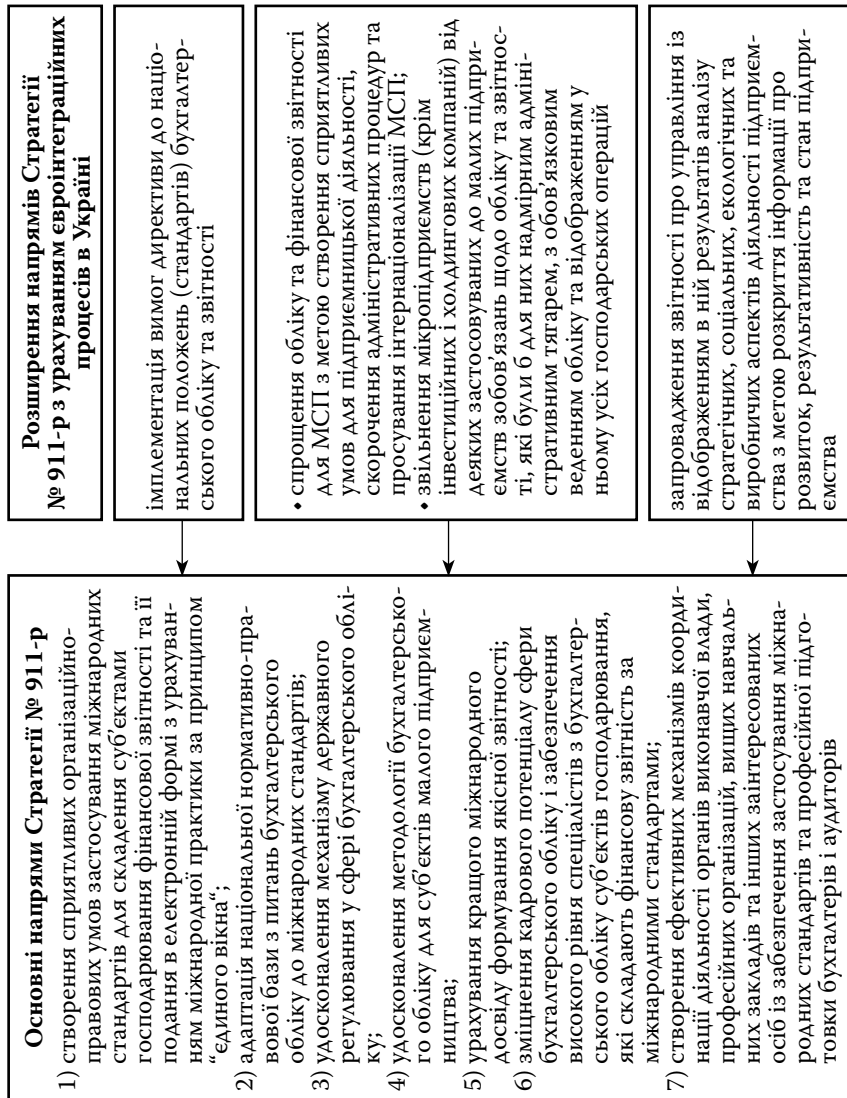 Основні напрями Стратегії № 911-р
1) створення сприятливих організаційно-
правових умов застосування міжнародних
стандартів для складення суб’єктами
господарювання фінансової звітності та її
подання в електронній формі з урахуван-
ням міжнародної практики за принципом
“єдиного вікна“;
2) адаптація національної нормативно-пра-
вової бази з питань бухгалтерського
обліку до міжнародних стандартів;
3) удосконалення механізму державного
регулювання у сфері бухгалтерського облі-
ку;
4) удосконалення методології бухгалтерсько-
го обліку для суб’єктів малого підприєм-
ництва;
5) урахування кращого міжнародного
досвіду формування якісної звітності;
6) зміцнення кадрового потенціалу сфери
бухгалтерського обліку і забезпечення
високого рівня спеціалістів з бухгалтер-
ського обліку суб’єктів господарювання,
які складають фінансову звітність за
міжнародними стандартами;
7) створення ефективних механізмів коорди-
нації діяльності органів виконавчої влади,
професійних організацій, вищих навчаль-
них закладів та інших заінтересованих
осіб із забезпечення застосування міжна-
родних стандартів та професійної підго-
товки бухгалтерів і аудиторів
Розширення напрямів Стратегії
№ 911-р з урахуванням євроінтеграційних
процесів в Україні
імплементація вимог директиви до націо-
нальних положень (стандартів) бухгалтер-
ського обліку та звітності
• спрощення обліку та фінансової звітності
для МСП з метою створення сприятливих
умов для підприємницької діяльності,
скорочення адміністративних процедур та
просування інтернаціоналізації МСП;
• звільнення мікропідприємств (крім
інвестиційних і холдингових компаній) від
деяких застосовуваних до малих підпри-
ємств зобов’язань щодо обліку та звітнос-
ті, які були б для них надмірним адміні-
стративним тягарем, з обов’язковим
веденням обліку та відображенням у
ньому усіх господарських операцій
запровадження звітності про управління із
відображенням в ній результатів аналізу
стратегічних, соціальних, екологічних та
виробничих аспектів діяльності підприєм-
ства з метою розкриття інформації про
розвиток, результативність та стан підпри-
ємства